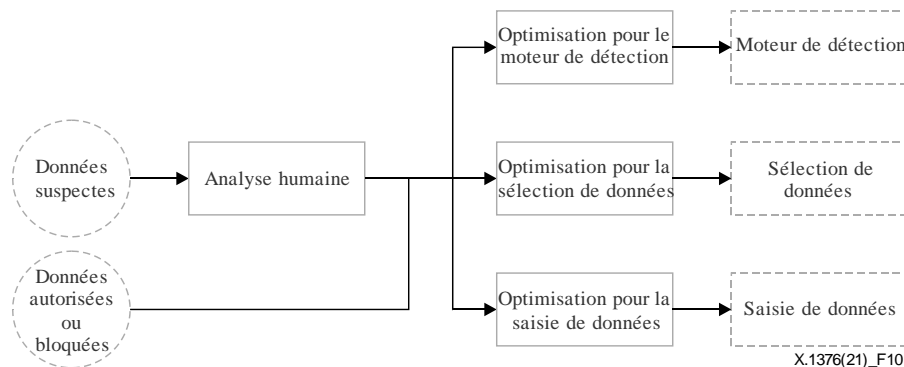 Optimisation pour le
moteur de détection
Moteur de détection
Données
suspectes
Analyse humaine
Optimisation pour la
sélection de données
Sélection de
données
Données
autorisées
ou
bloquées
Optimisation pour la
saisie de données
Saisie de données
X.1376(21)_F10